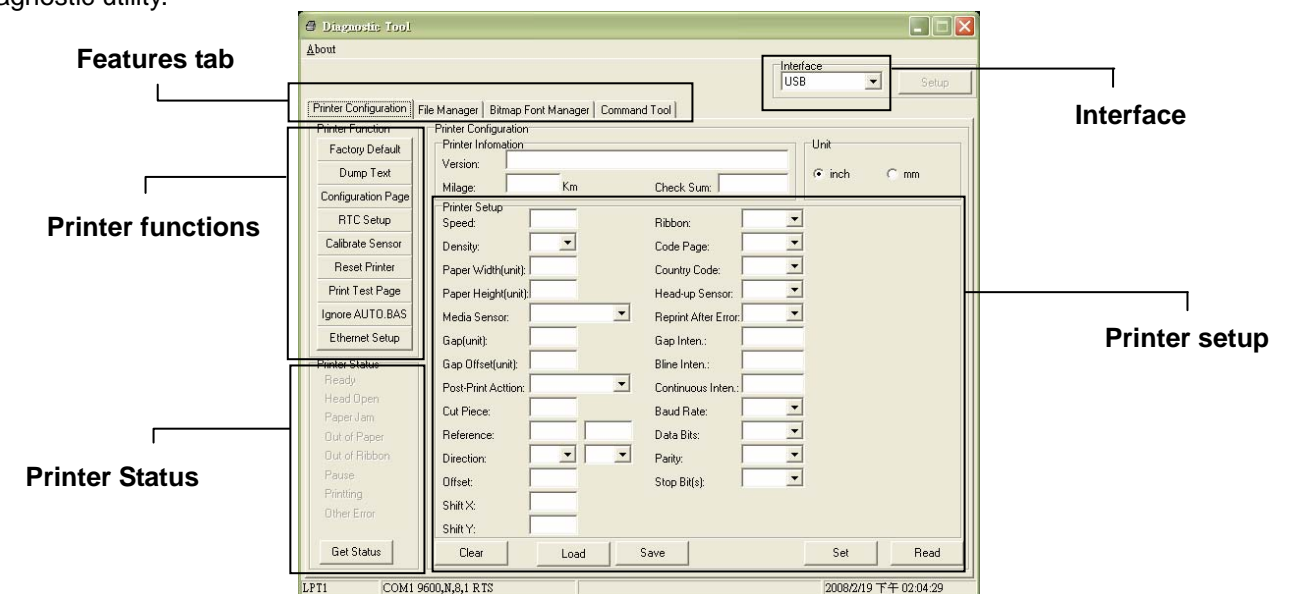 agnostic utility.
Diagnostic Tool
About
Features tab
Interface
USB
Setup
Interface
Printer Configuration File Manager Bitmap Font Manager Command Tool
Printer Function
Factory Default
Dump Text
Configuration Page
RTC Setup
Calibrate Sensor
Reset Printer
Print Test Page
Ignore AUTO.BAS
Ethernet Setup
Printer functions
Printer Configuration
Printer Infomation
Version:
Milage: Km Check Sum:
Unit
inch mm
Printer Setup
Speed: Ribbon:
Density: Code Page:
Paper Width(unit): Country Code:
Paper Height(unit): Head-up Sensor:
Media Sensor: Reprint After Error:
Gap(unit): Gap Inten.:
Gap Offset(unit): Bline Inten.:
Post-Print Acttion: Continuous Inten.:
Cut Piece: Baud Rate:
Reference: Data Bits:
Direction: Parity:
Offset: Stop Bit(s):
Shift X:
Shift Y:
Clear Load Save Set Read
Printer setup
Printer Status
Ready
Head Open
Paper Jam
Out of Paper
Out of Ribbon
Pause
Printting
Other Error
Get Status
Printer Status
LPT1 COM1 9600,N,8,1 RTS 2008/2/19 下午 02:04:29